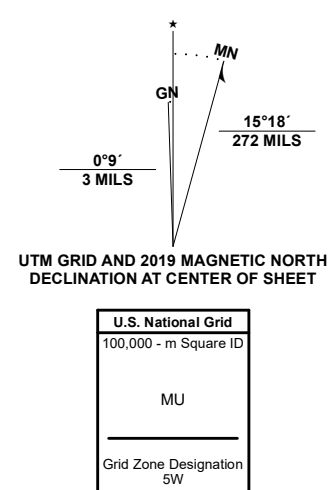 ★
MN
GN
15°18´
272 MILS
0°9´
3 MILS
UTM GRID AND 2019 MAGNETIC NORTH
DECLINATION AT CENTER OF SHEET
U.S. National Grid
100,000 - m Square ID
MU
Grid Zone Designation
5W